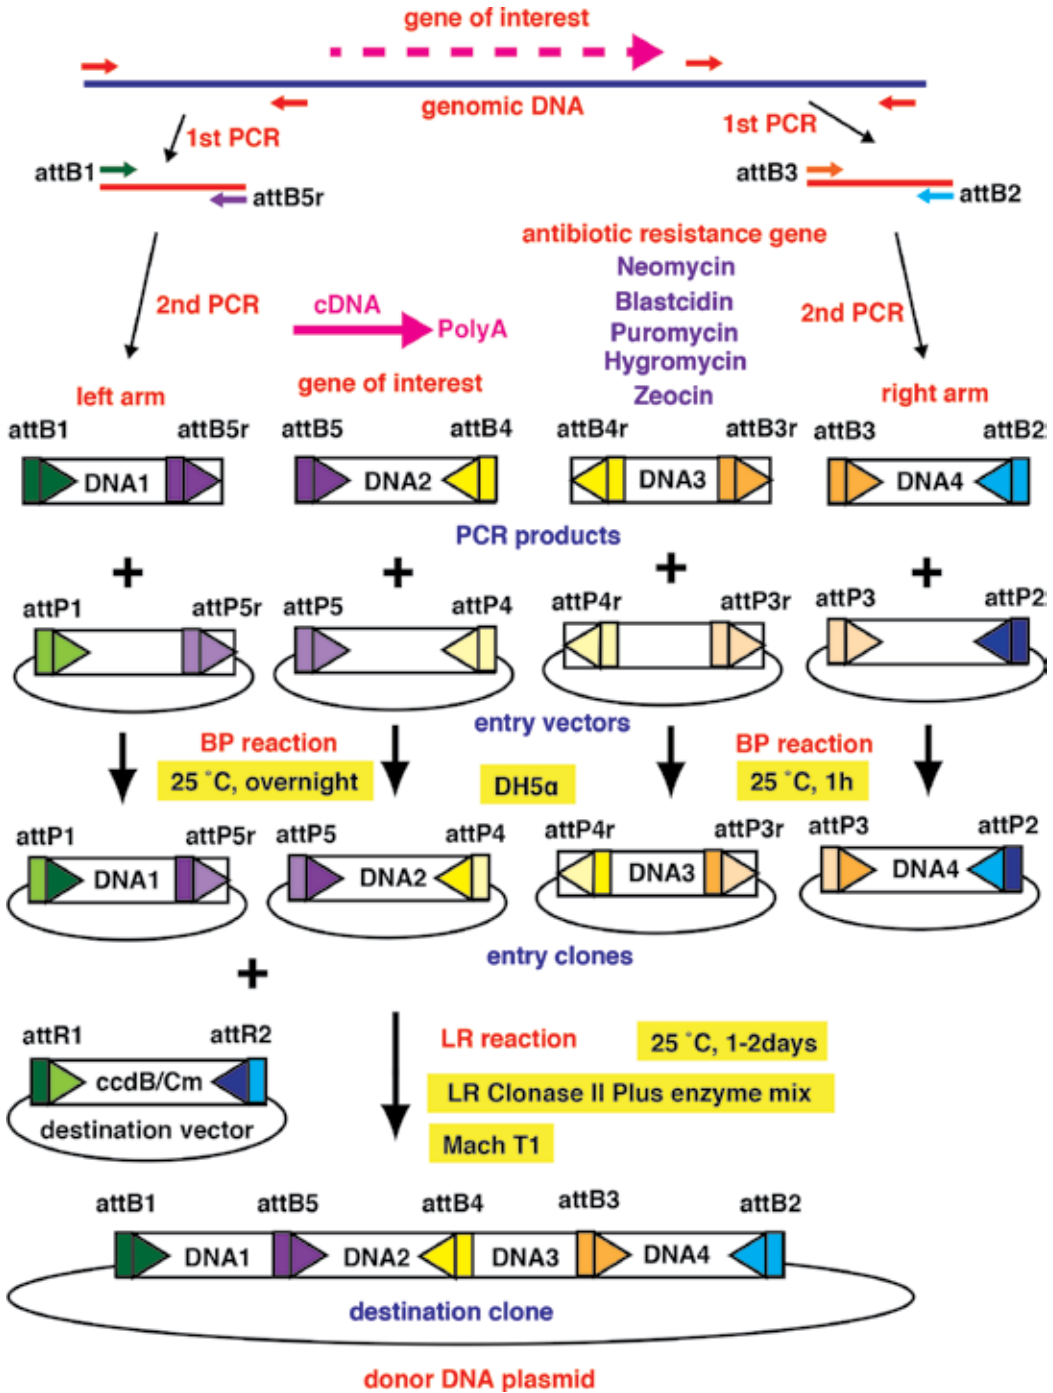 gene of interest
genomic DNA
1st PCR
1st PCR
attB1
attB5r
attB3
attB2
antibiotic resistance gene
Neomycin
Blastcidin
Puromycin
Hygromycin
Zeocin
2nd PCR
cDNA
PolyA
2nd PCR
left arm
gene of interest
right arm
attB1 attB5r attB5 attB4 attB4r attB3r attB3 attB2
DNA1 DNA2 DNA3 DNA4
PCR products
+ + + +
attP1 attP5r attP5 attP4 attP4r attP3r attP3 attP2
entry vectors
BP reaction
25 °C, overnight
DH5α
BP reaction
25 °C, 1h
attP1 attP5r attP5 attP4 attP4r attP3r attP3 attP2
DNA1 DNA2 DNA3 DNA4
entry clones
+
attR1 attR2
ccdB/Cm
destination vector
LR reaction
25 °C, 1-2days
LR Clonase II Plus enzyme mix
Mach T1
attB1 attB5 attB4 attB3 attB2
DNA1 DNA2 DNA3 DNA4
destination clone
donor DNA plasmid